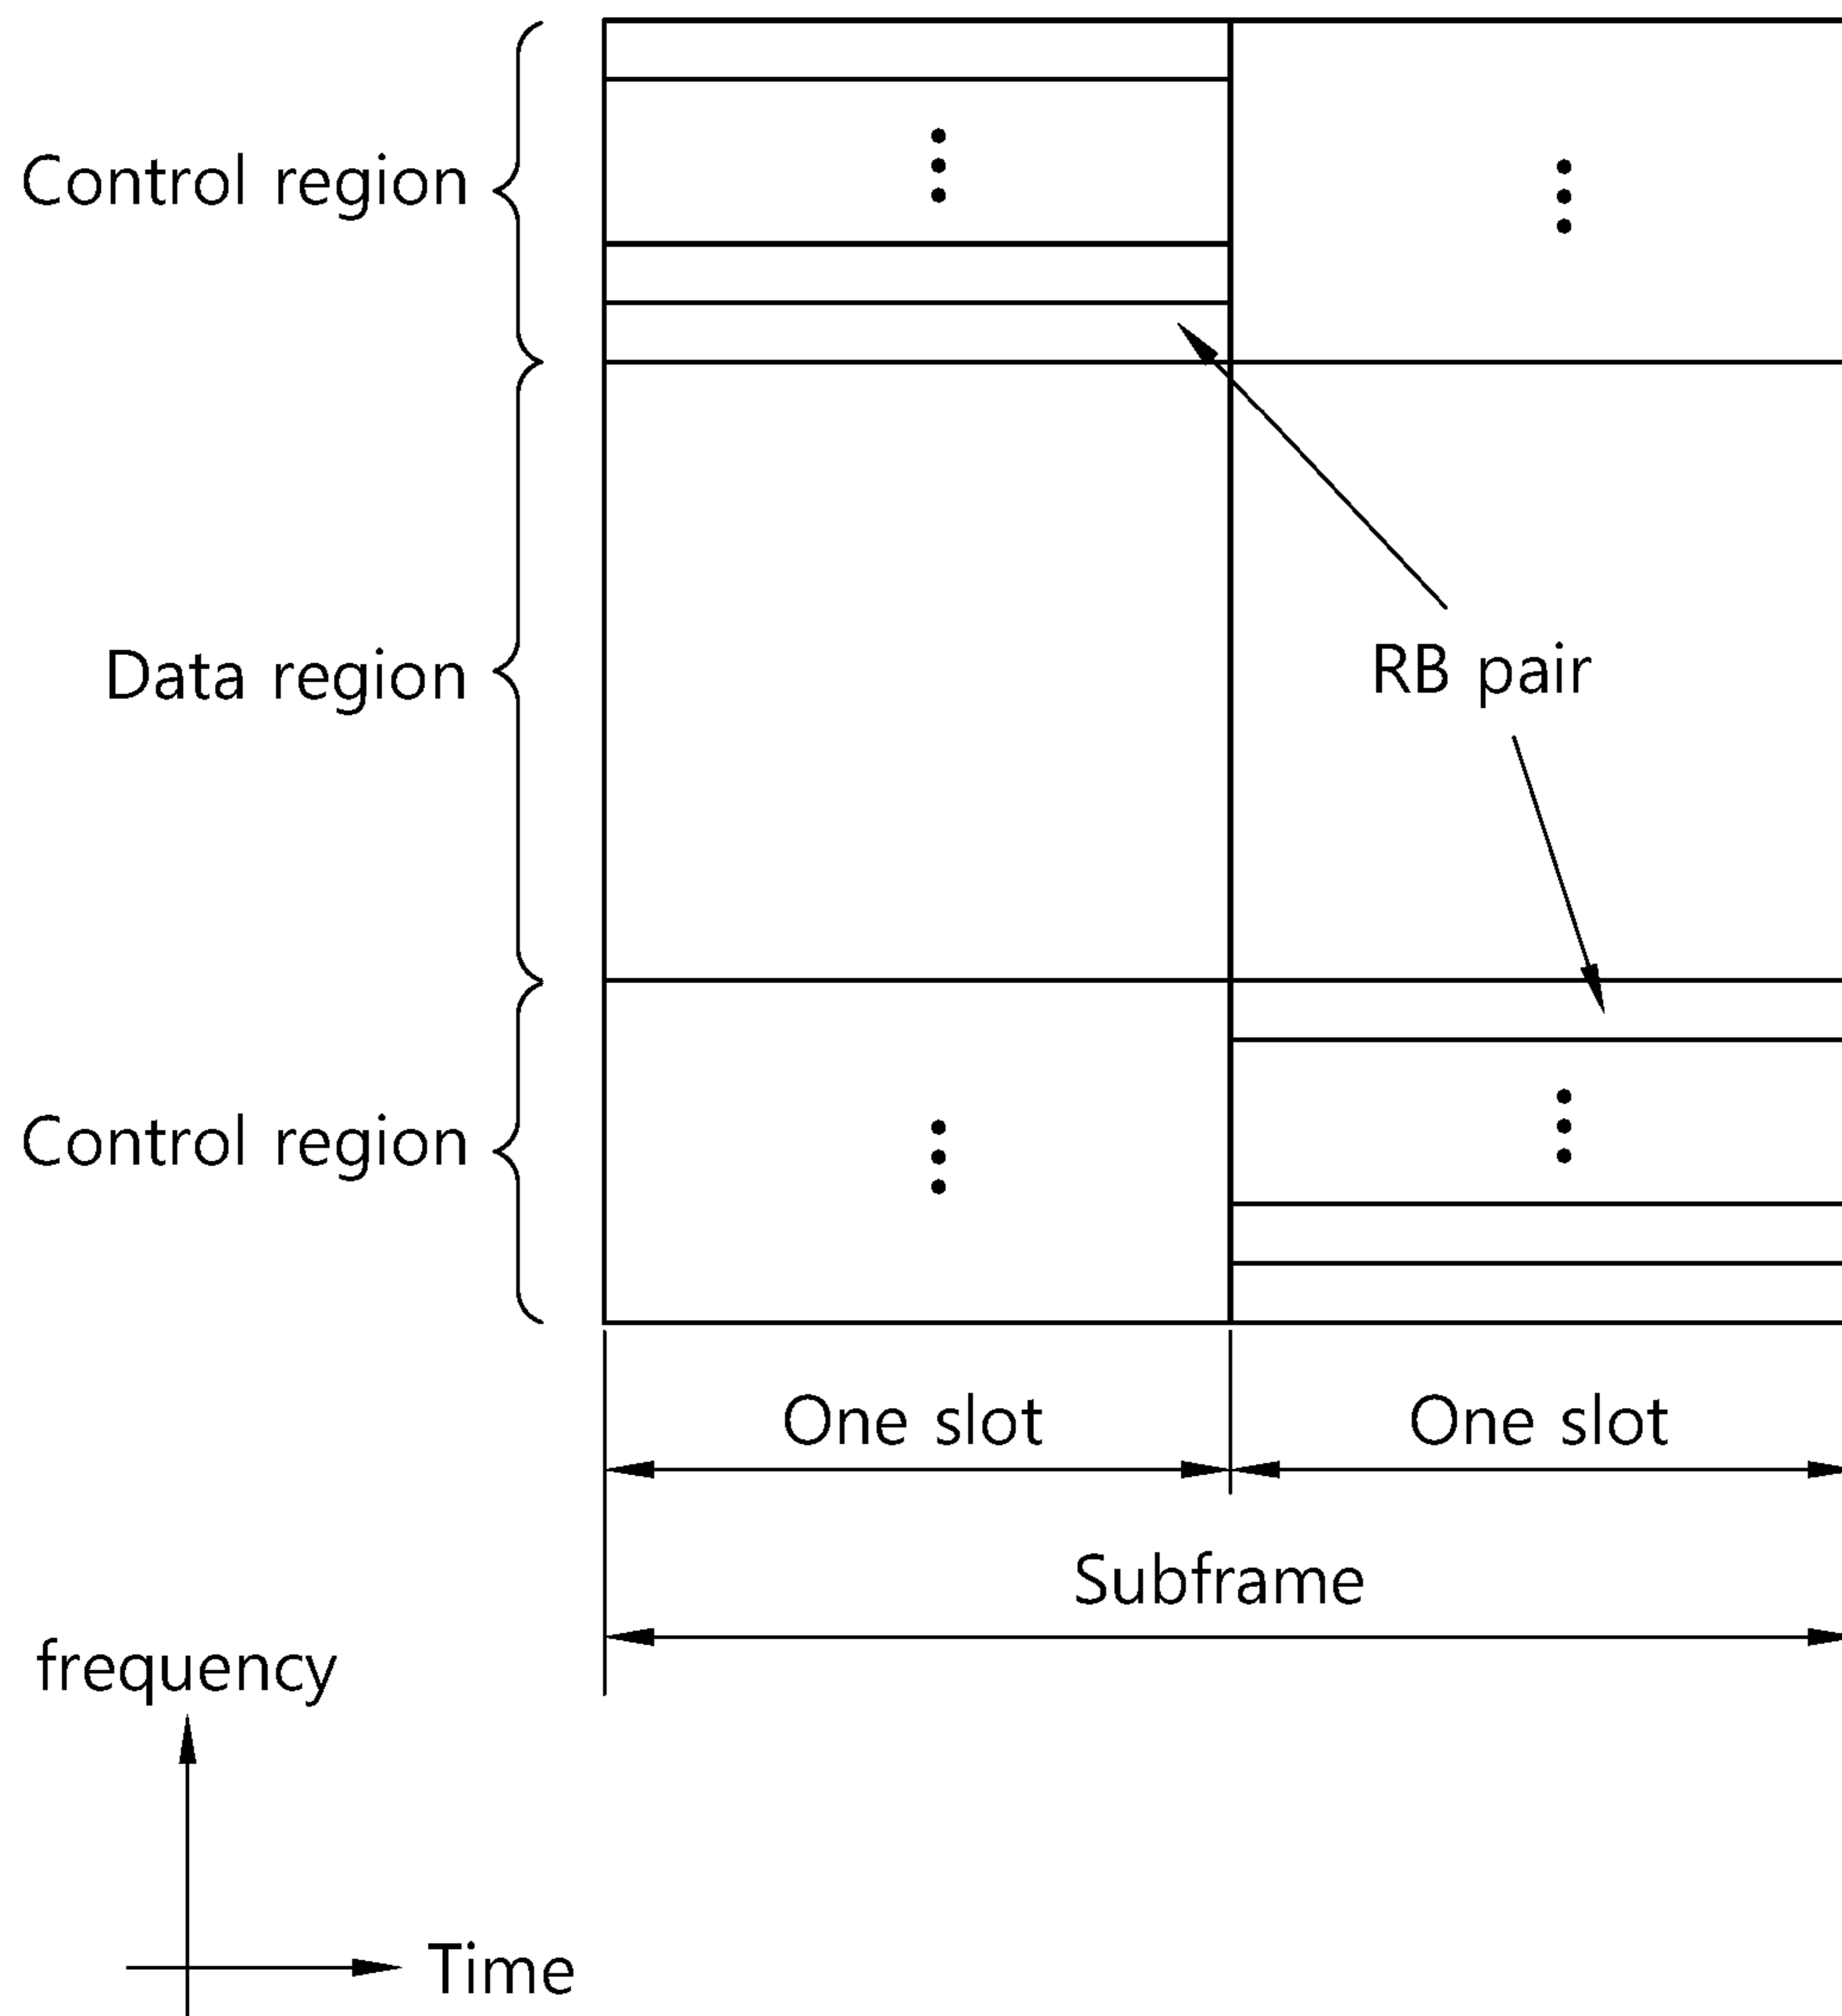 Control region
Data region
RB pair
Control region
One slot
One slot
Subframe
frequency
Time